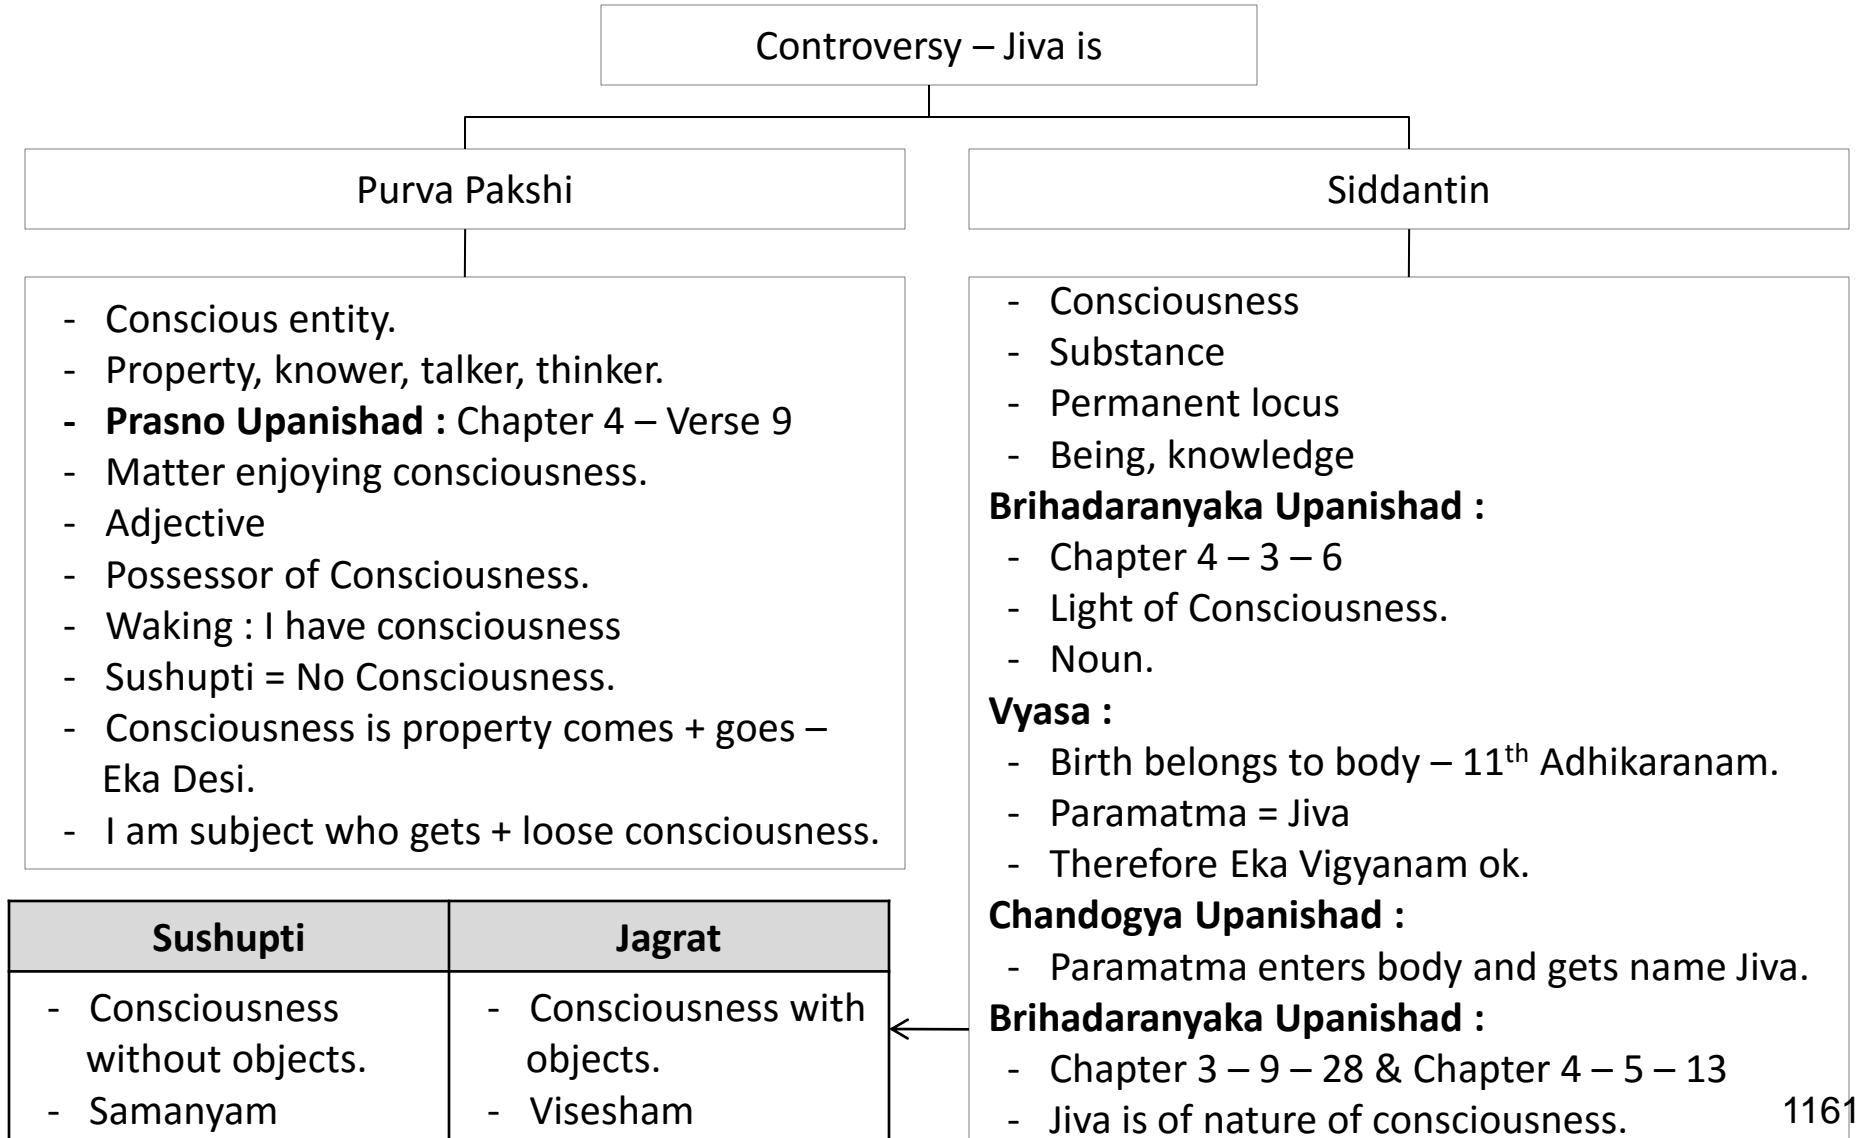 Controversy – Jiva is
Purva Pakshi
- Conscious entity.
- Property, knower, talker, thinker.
- Prasno Upanishad : Chapter 4 – Verse 9
- Matter enjoying consciousness.
- Adjective
- Possessor of Consciousness.
- Waking : I have consciousness
- Sushupti = No Consciousness.
- Consciousness is property comes + goes –
Eka Desi.
- I am subject who gets + loose consciousness.
Siddantin
- Consciousness
- Substance
- Permanent locus
- Being, knowledge
Brihadaranyaka Upanishad :
- Chapter 4 – 3 – 6
- Light of Consciousness.
- Noun.
Vyasa :
- Birth belongs to body – 11th Adhikaranam.
- Paramatma = Jiva
- Therefore Eka Vigyanam ok.
Chandogya Upanishad :
- Paramatma enters body and gets name Jiva.
Brihadaranyaka Upanishad :
- Chapter 3 – 9 – 28 & Chapter 4 – 5 – 13
- Jiva is of nature of consciousness.
Sushupti
- Consciousness
without objects.
- Samanyam
Jagrat
- Consciousness with
objects.
- Visesham
1161